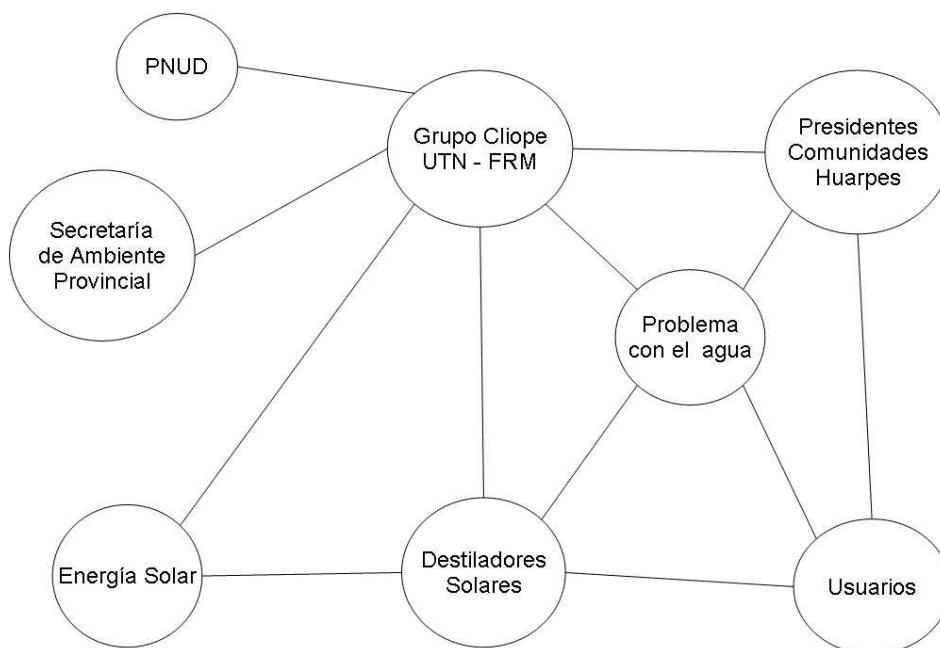 PNUD
Grupo Cliope
UTN - FRM
Presidentes
Comunidades
Huarpes
Secretaría
de Ambiente
Provincial
Problema
con el agua
Energía Solar
Destiladores
Solares
Usuarios